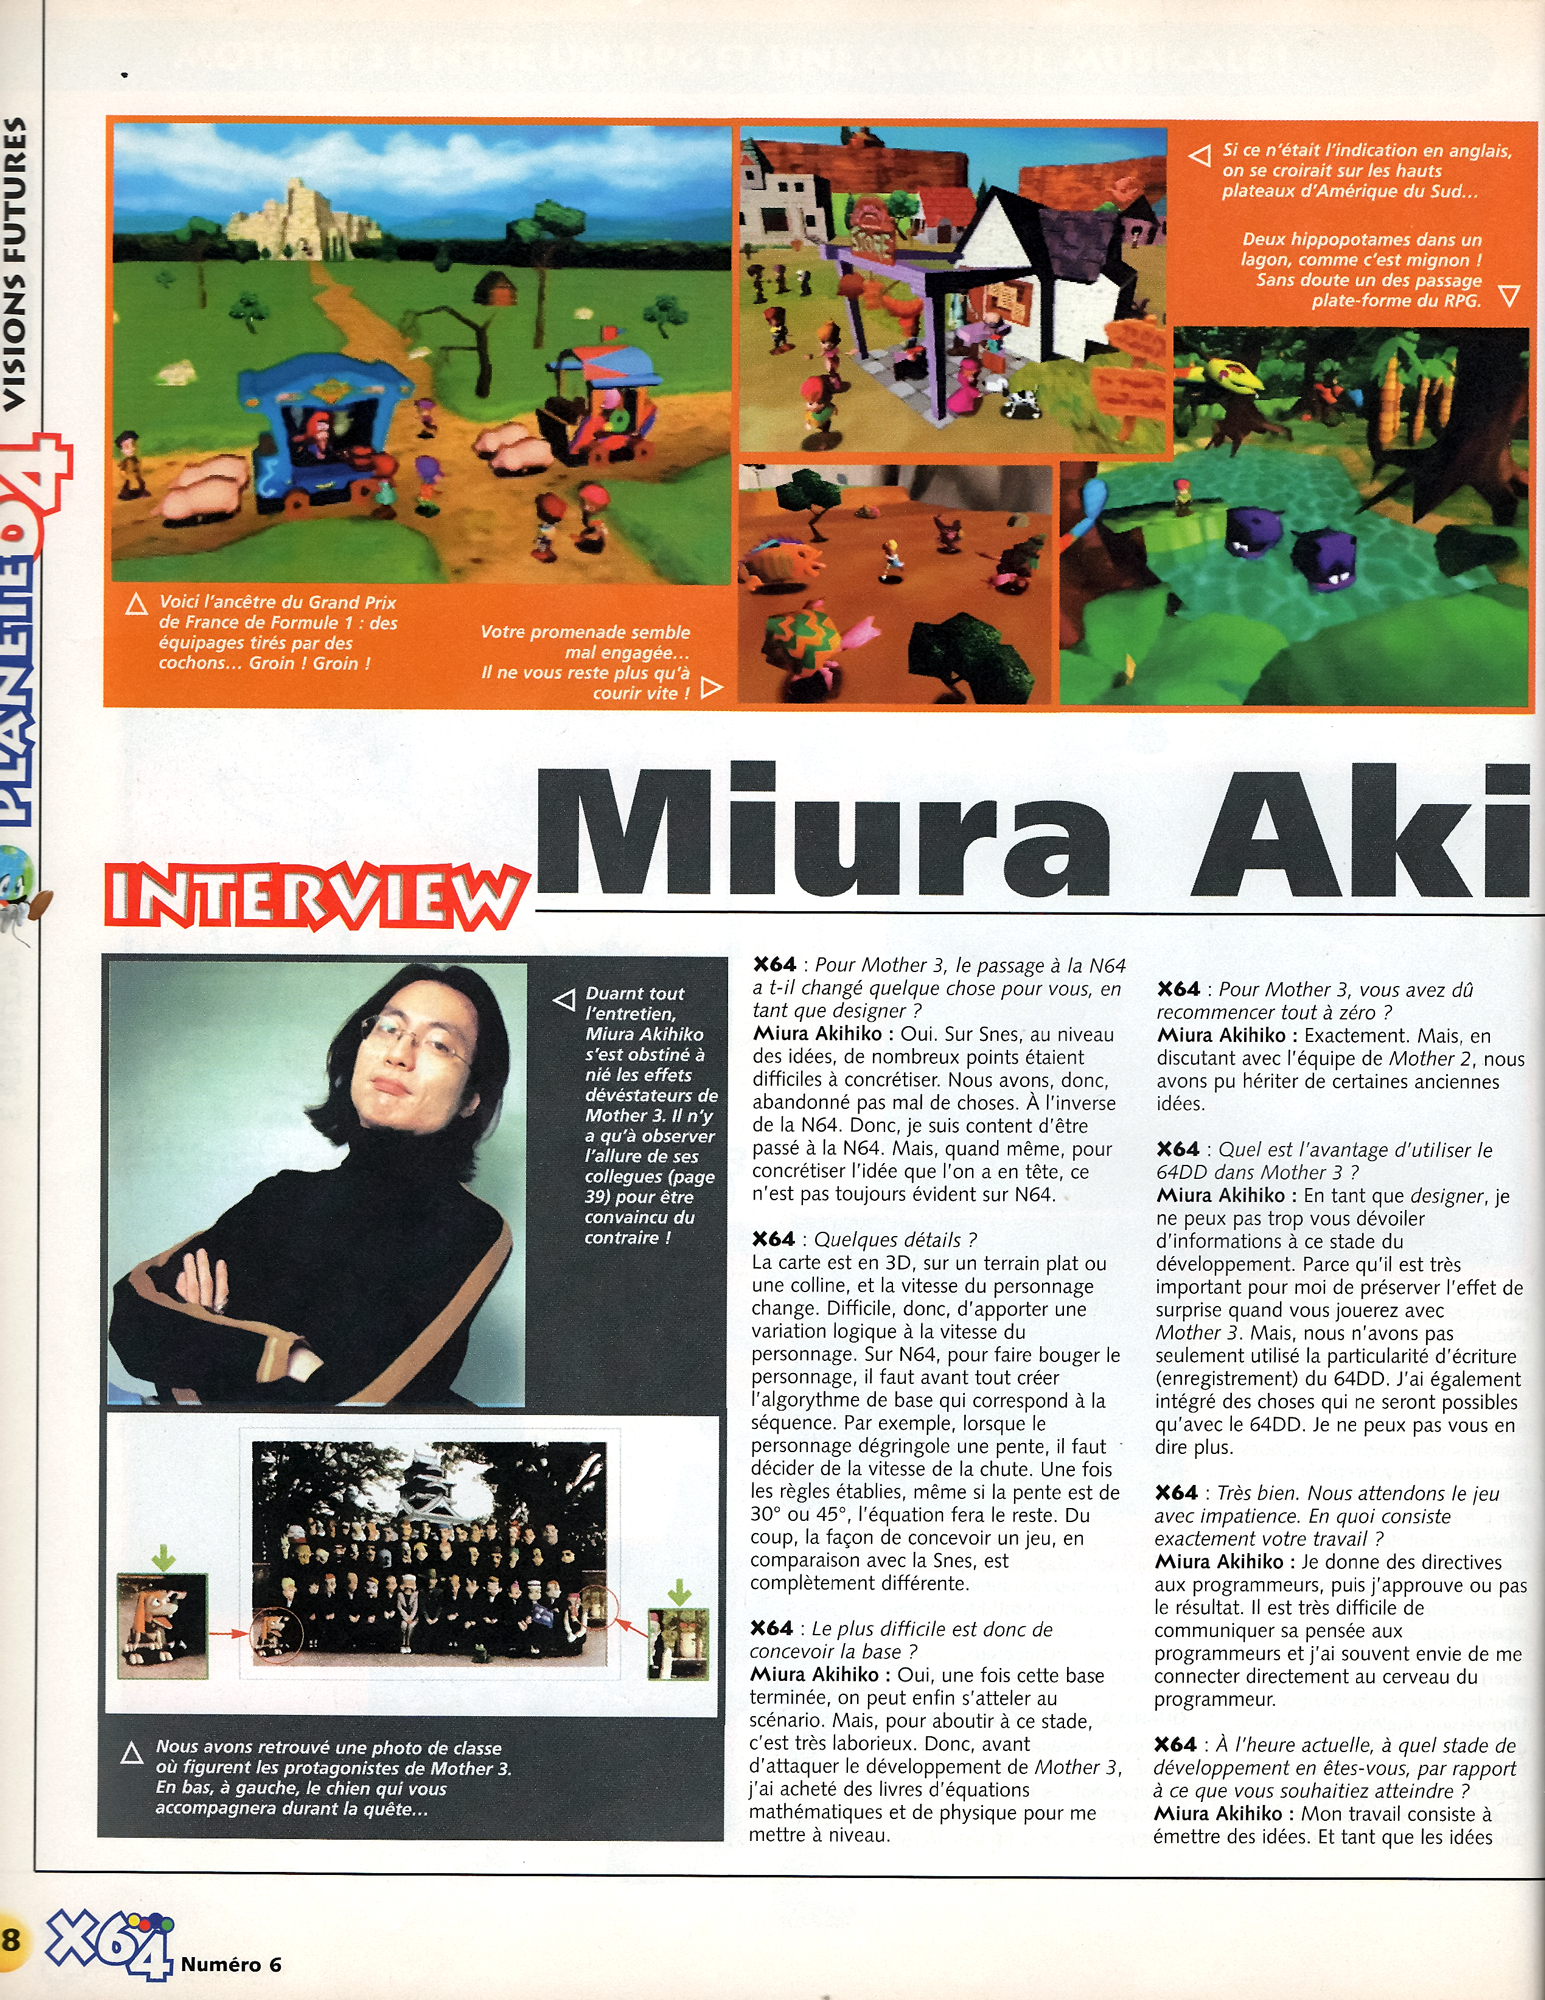 VISIONS FUTURES
PLANETE 64
Si ce n'était l'indication en anglais,
on se croirait sur les hauts
plateaux d'Amérique du Sud...
Deux hippopotames dans un
lagon, comme c'est mignon !
Sans doute un des passage
plate-forme du RPG.
STORE
Voici l'ancêtre du Grand Prix
de France de Formule 1 : des
équipages tirés par des
cochons... Groin ! Groin !
Votre promenade semble
mal engagée...
Il ne vous reste plus qu'à
courir vite !
INTERVIEW
Miura Aki
Duarnt tout
l'entretien,
Miura Akihiko
s'est obstiné à
nié les effets
dévéstateurs de
Mother 3. Il n'y
a qu'à observer
l'allure de ses
collegues (page
39) pour être
convaincu du
contraire !
Nous avons retrouvé une photo de classe
où figurent les protagonistes de Mother 3.
En bas, à gauche, le chien qui vous
accompagnera durant la quête...
X64 : Pour Mother 3, le passage à la N64
a t-il changé quelque chose pour vous, en
tant que designer ?
Miura Akihiko : Oui. Sur Snes, au niveau
des idées, de nombreux points étaient
difficiles à concrétiser. Nous avons, donc,
abandonné pas mal de choses. À l'inverse
de la N64. Donc, je suis content d'être
passé à la N64. Mais, quand même, pour
concrétiser l'idée que l'on a en tête, ce
n'est pas toujours évident sur N64.
X64 : Quelques détails ?
La carte est en 3D, sur un terrain plat ou
une colline, et la vitesse du personnage
change. Difficile, donc, d'apporter une
variation logique à la vitesse du
personnage. Sur N64, pour faire bouger le
personnage, il faut avant tout créer
l'algorythme de base qui correspond à la
séquence. Par exemple, lorsque le
personnage dégringole une pente, il faut
décider de la vitesse de la chute. Une fois
les règles établies, même si la pente est de
30° ou 45°, l'équation fera le reste. Du
coup, la façon de concevoir un jeu, en
comparaison avec la Snes, est
complètement différente.
X64 : Le plus difficile est donc de
concevoir la base ?
Miura Akihiko : Oui, une fois cette base
terminée, on peut enfin s'atteler au
scénario. Mais, pour aboutir à ce stade,
c'est très laborieux. Donc, avant
d'attaquer le développement de Mother 3,
j'ai acheté des livres d'équations
mathématiques et de physique pour me
mettre à niveau.
X64 : Pour Mother 3, vous avez dû
recommencer tout à zéro ?
Miura Akihiko : Exactement. Mais, en
discutant avec l'équipe de Mother 2, nous
avons pu hériter de certaines anciennes
idées.
X64 : Quel est l'avantage d'utiliser le
64DD dans Mother 3 ?
Miura Akihiko : En tant que designer, je
ne peux pas trop vous dévoiler
d'informations à ce stade du
développement. Parce qu'il est très
important pour moi de préserver l'effet de
surprise quand vous jouerez avec
Mother 3. Mais, nous n'avons pas
seulement utilisé la particularité d'écriture
(enregistrement) du 64DD. J'ai également
intégré des choses qui ne seront possibles
qu'avec le 64DD. Je ne peux pas vous en
dire plus.
X64 : Très bien. Nous attendons le jeu
avec impatience. En quoi consiste
exactement votre travail ?
Miura Akihiko : Je donne des directives
aux programmeurs, puis j'approuve ou pas
le résultat. Il est très difficile de
communiquer sa pensée aux
programmeurs et j'ai souvent envie de me
connecter directement au cerveau du
programmeur.
X64 : À l'heure actuelle, à quel stade de
développement en êtes-vous, par rapport
à ce que vous souhaitiez atteindre ?
Miura Akihiko : Mon travail consiste à
émettre des idées. Et tant que les idées
8
X64
Numéro 6